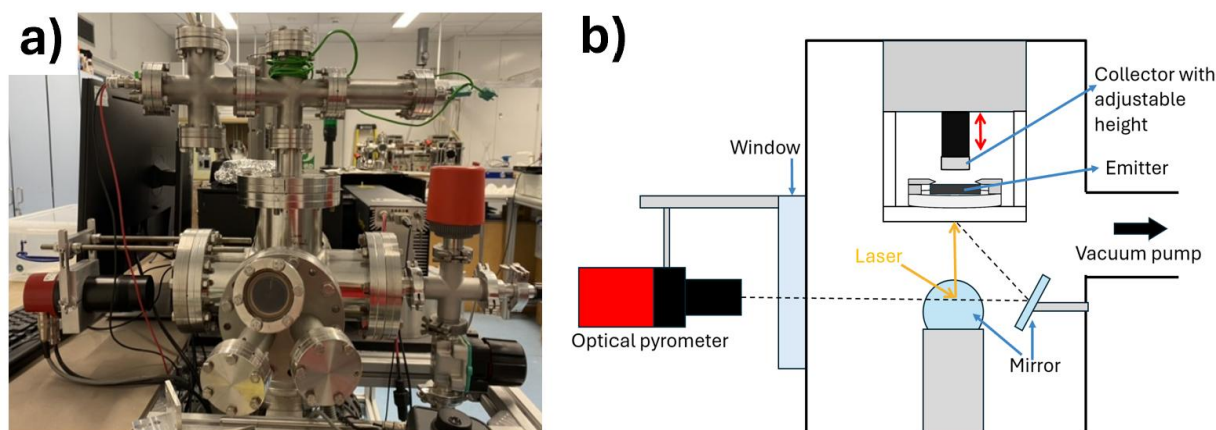 a)
b)
Collector with
adjustable
height
Window
Emitter
Laser
Vacuum pump
Optical pyrometer
Mirror